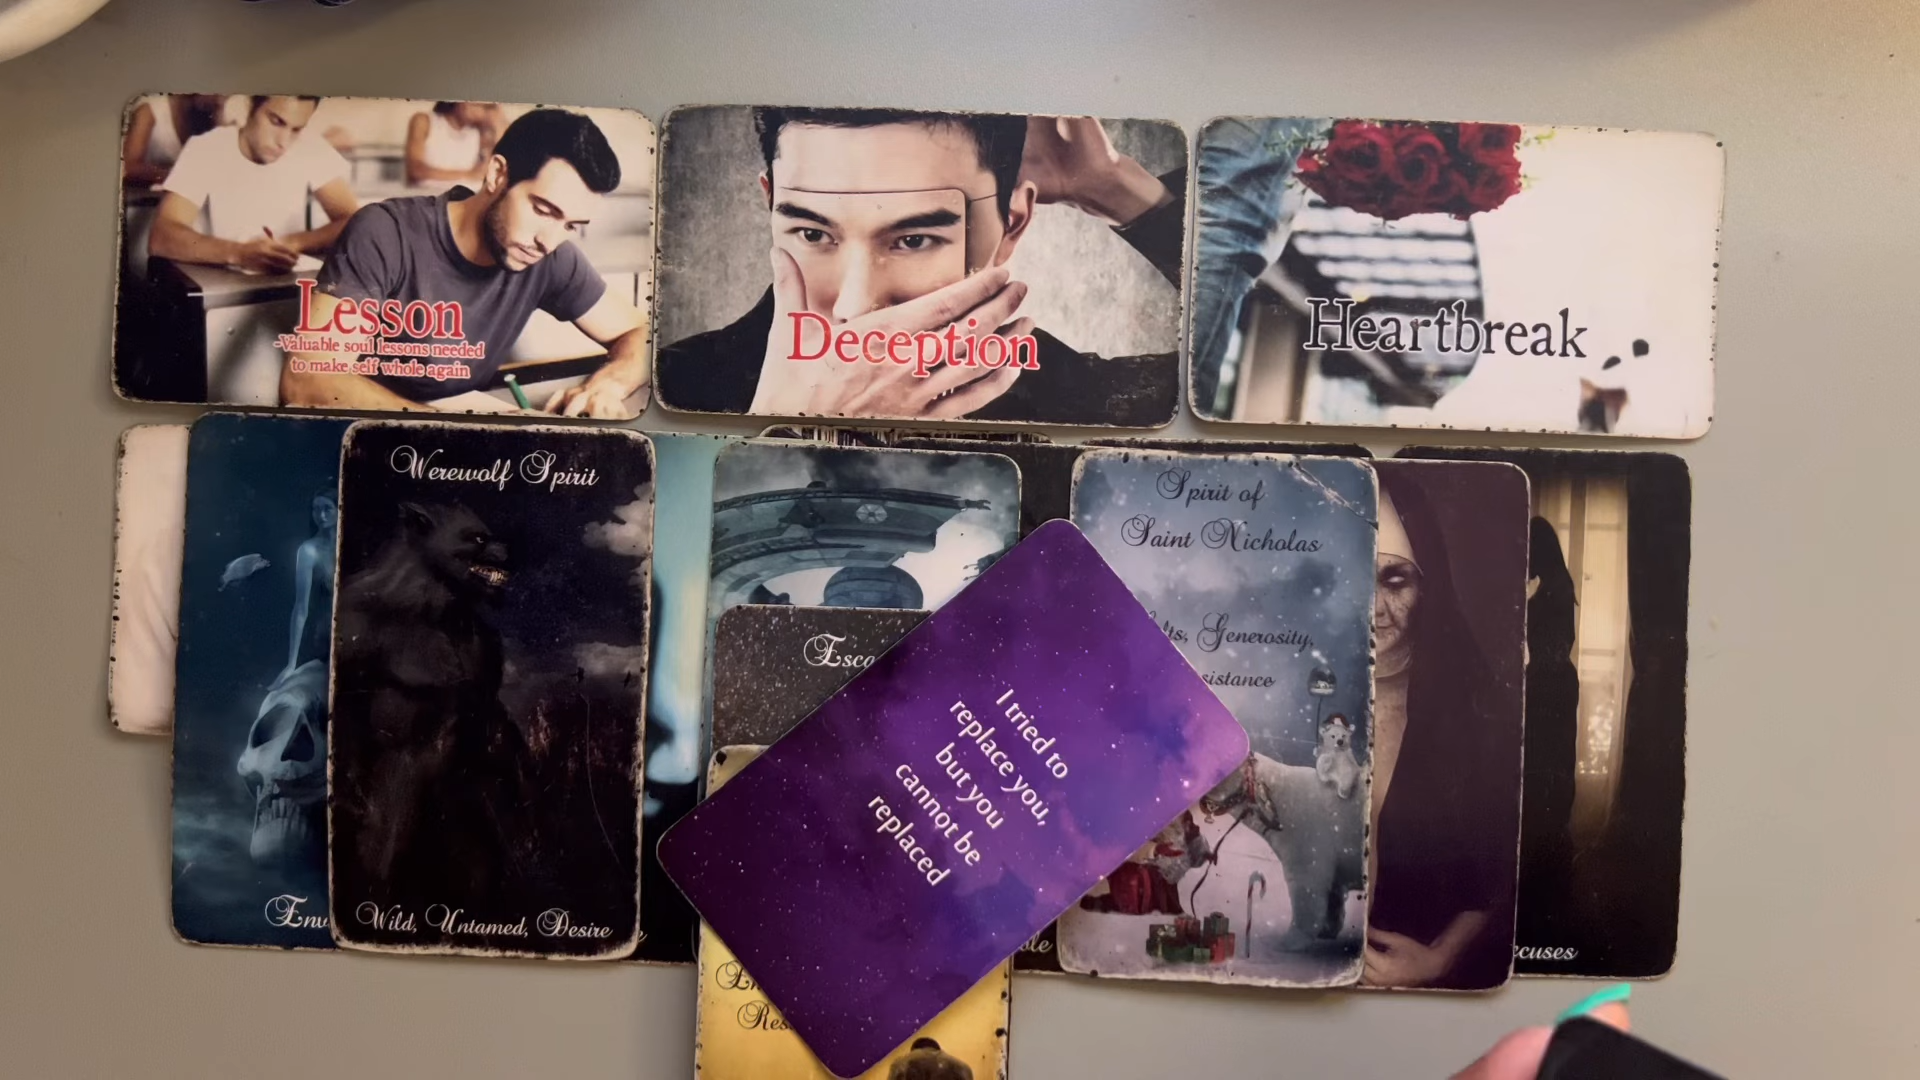 Lesson
-Valuable soul lessons needed
to make self whole again
Deception
Heartbreak
Werewolf Spirit
Wild, Untamed, Desire
Spirit of
Saint Nicholas
Generosity,
I tried to
replace you,
but you
cannot be
replaced